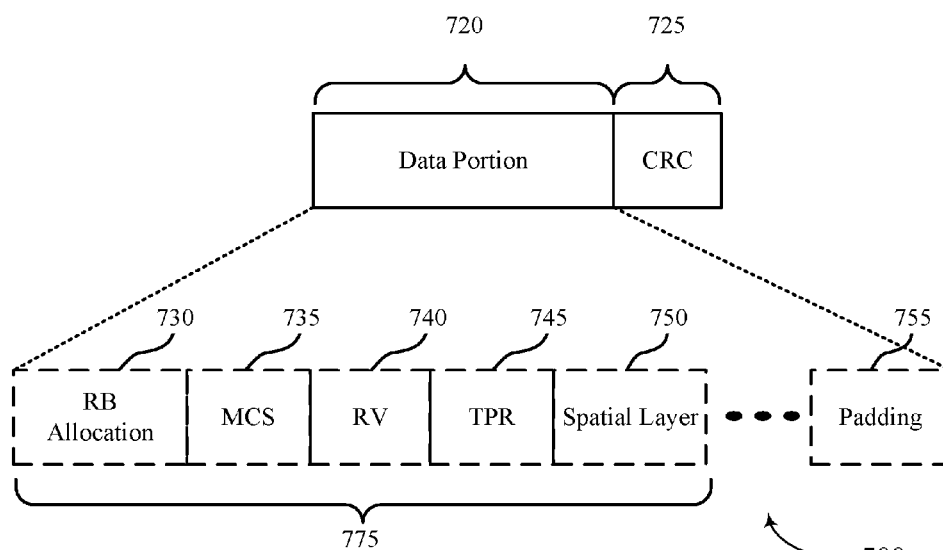 720
725
Data Portion
CRC
730
735
740
745
750
755
RB
Allocation
MCS
RV
TPR
Spatial Layer
Padding
775